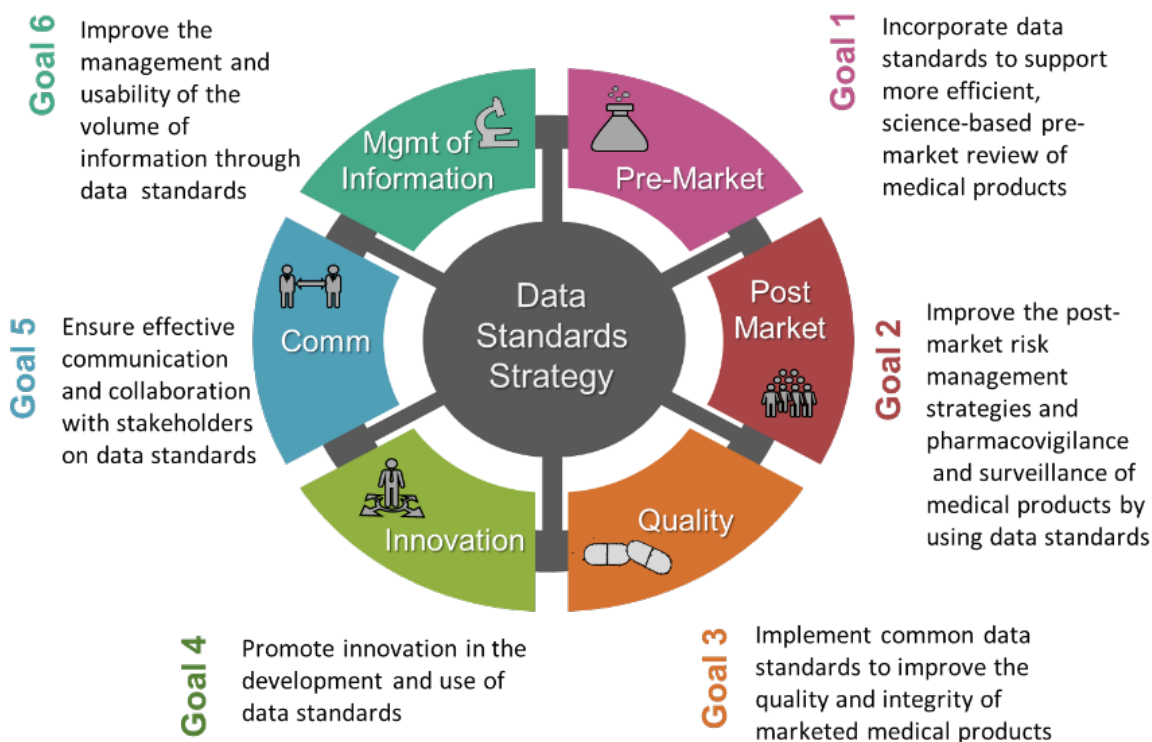 Goal 6
Improve the
management and
usability of the
volume of
information through
data standards
Goal 1
Incorporate data
standards to support
more efficient,
science-based pre-
market review of
medical products
Mgmt of
Information
Pre-Market
Post
Market
Data
Standards
Strategy
Comm
Innovation
Quality
Goal 5
Ensure effective
communication
and collaboration
with stakeholders
on data standards
Goal 2
Improve the post-
market risk
management
strategies and
pharmacovigilance
and surveillance of
medical products by
using data standards
Goal 4
Promote innovation in the
development and use of
data standards
Goal 3
Implement common data
standards to improve the
quality and integrity of
marketed medical products